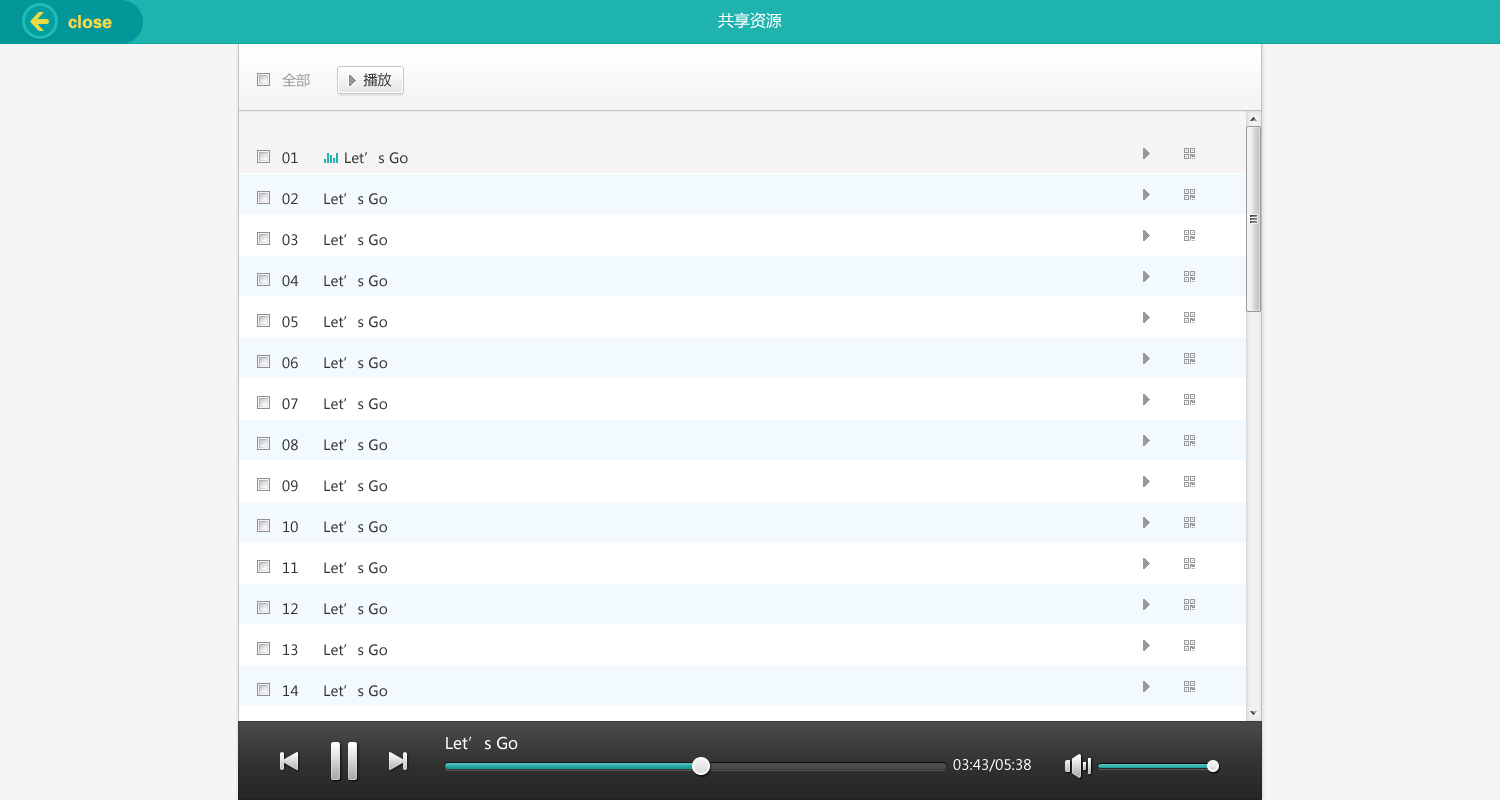 close
共享资源
全部 播放
01 Let’s Go
02 Let’s Go
03 Let’s Go
04 Let’s Go
05 Let’s Go
06 Let’s Go
07 Let’s Go
08 Let’s Go
09 Let’s Go
10 Let’s Go
11 Let’s Go
12 Let’s Go
13 Let’s Go
14 Let’s Go
Let’s Go
03:43/05:38